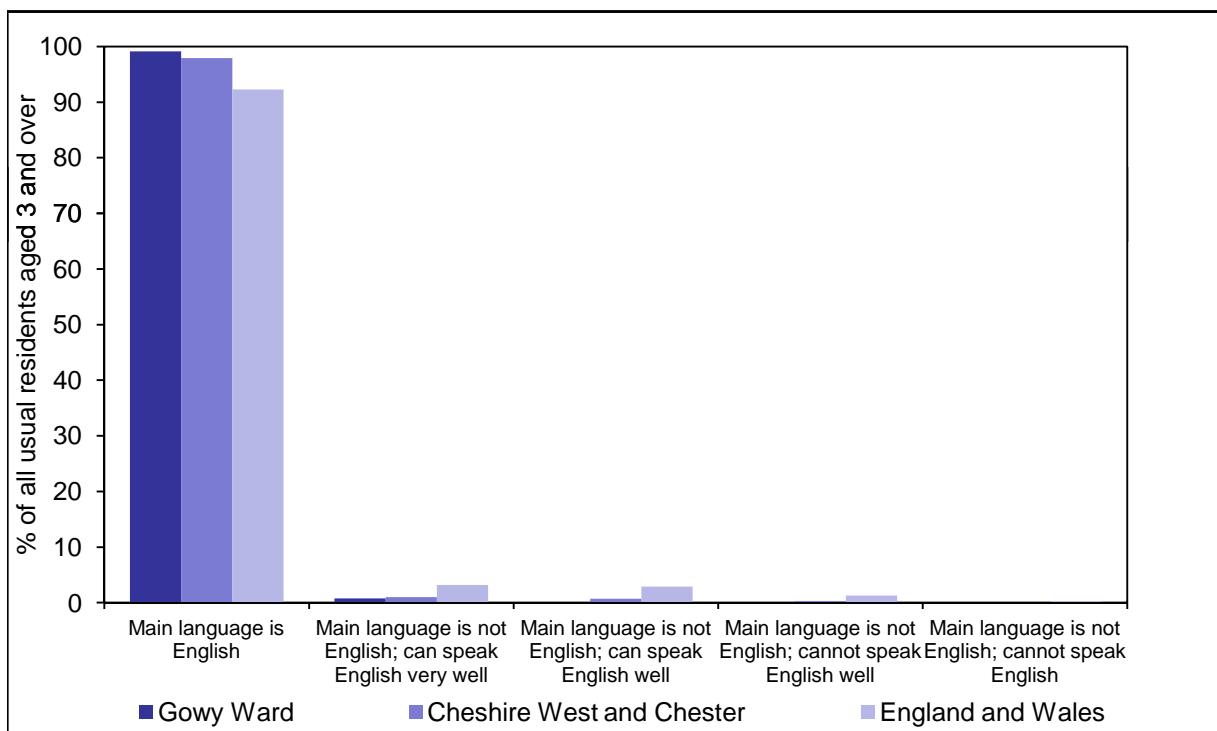 % of all usual residents aged 3 and over
100
90
80
70
60
50
40
30
20
10
0
Main language is
English
Main language is not
English; can speak
English very well
Main language is not
English; can speak
English well
Main language is not
English; cannot speak
English well
Main language is not
English; cannot speak
English
Gowy Ward
Cheshire West and Chester
England and Wales